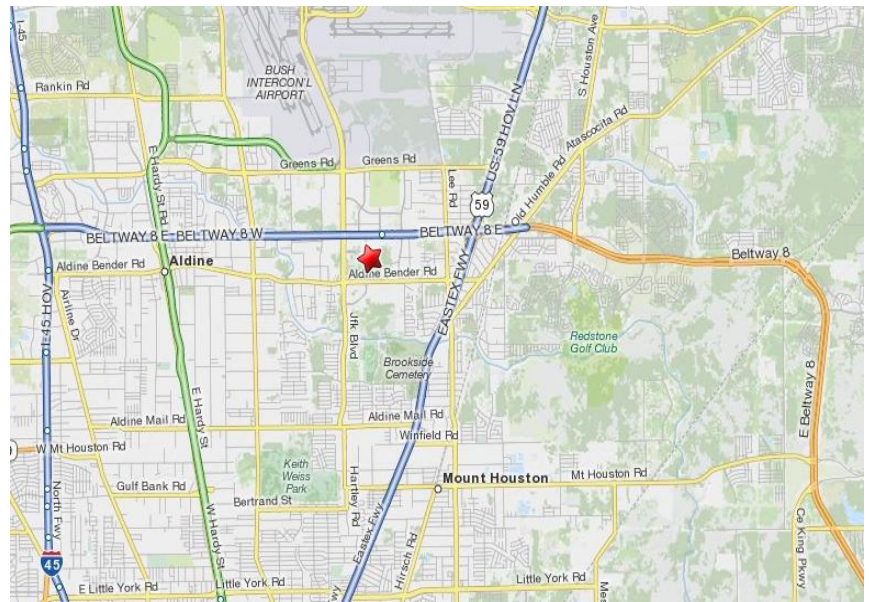 I-45
BUSH
INTERCON'L
AIRPORT
Rankin Rd
S Houston Ave
US-59 HOV LN
Atascocita Rd
Old Humble Rd
E Hardy St Rd
Greens Rd
Greens Rd
Lee Rd
59
BELTWAY 8 E-BELTWAY 8 W
BELTWAY 8 E
Beltway 8
Aldine Bender Rd
Aldine
Aldine Bender Rd
Airline Dr
I-45 HOV
EASTEX FWY
Jfk Blvd
Redstone
Golf Club
Brookside
Cemetery
E Beltway 8
E Hardy St
Aldine Mail Rd
Aldine Mail Rd
Winfield Rd
W Mt Houston Rd
Keith
Weiss
Park
Mount Houston
Mt Houston Rd
Gulf Bank Rd
Bertrand St
Hartley Rd
North Fwy
W Hardy St
Eastex Fwy
Hirsch Rd
Ce King Pkwy
45
E Little York Rd
Little York Rd
Little York Rd